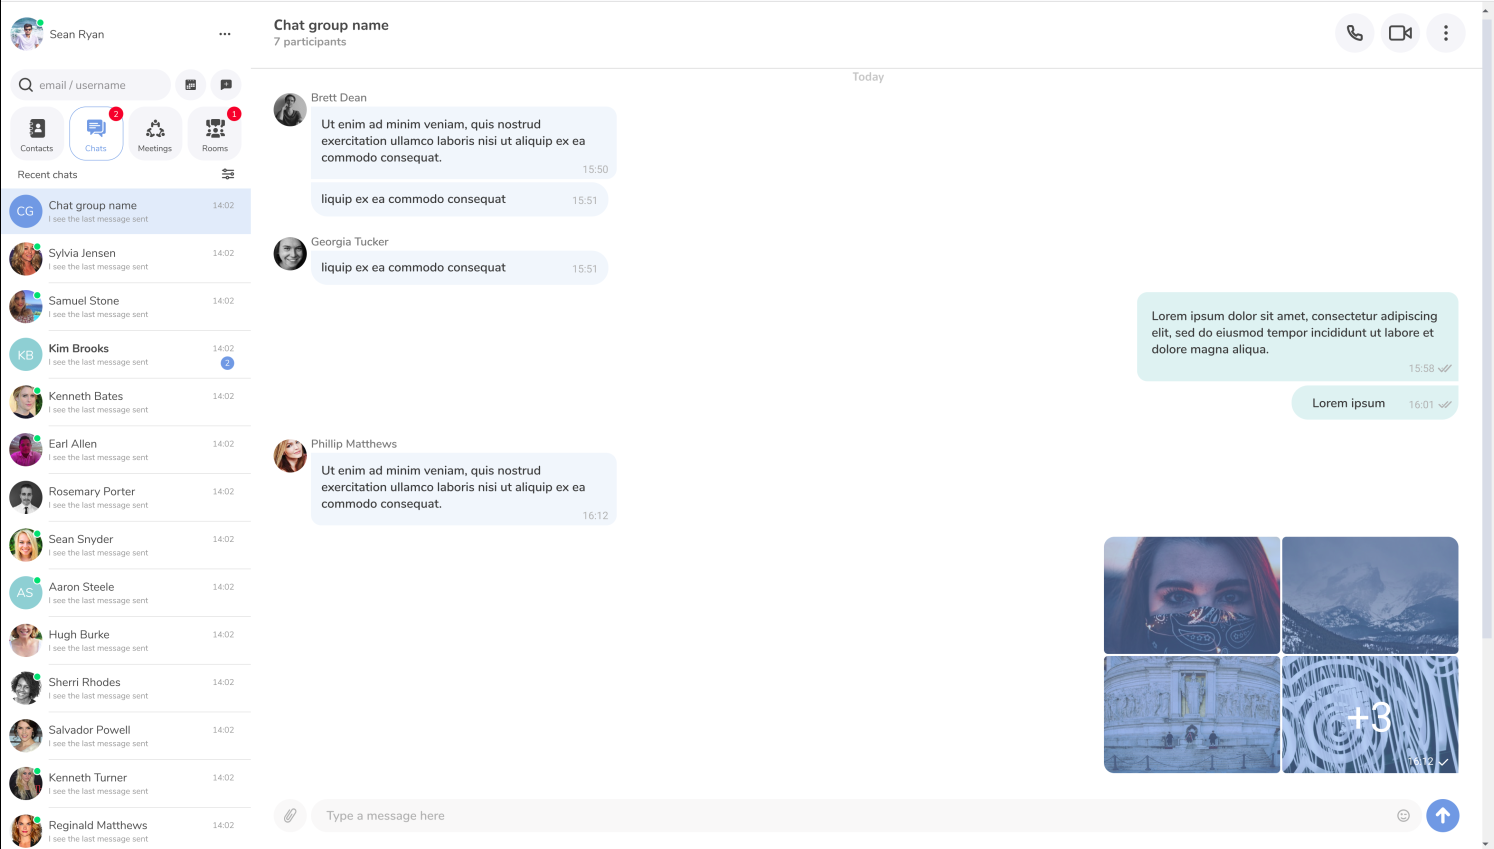 Sean Ryan
email / username
Contacts
2
Chats
Meetings
1
Rooms
Recent chats
CG
Chat group name
14:02
I see the last message sent
Sylvia Jensen
14:02
I see the last message sent
Samuel Stone
14:02
I see the last message sent
KB
Kim Brooks
14:02
I see the last message sent
2
Kenneth Bates
14:02
I see the last message sent
Earl Allen
14:02
I see the last message sent
Rosemary Porter
14:02
I see the last message sent
Sean Snyder
14:02
I see the last message sent
AS
Aaron Steele
14:02
I see the last message sent
Hugh Burke
14:02
I see the last message sent
Sherri Rhodes
14:02
I see the last message sent
Salvador Powell
14:02
I see the last message sent
Kenneth Turner
14:02
I see the last message sent
Reginald Matthews
14:02
I see the last message sent
Chat group name
7 participants
Today
Brett Dean
Ut enim ad minim veniam, quis nostrud
exercitation ullamco laboris nisi ut aliquip ex ea
commodo consequat.
15:50
liquip ex ea commodo consequat
15:51
Georgia Tucker
liquip ex ea commodo consequat
15:51
Lorem ipsum dolor sit amet, consectetur adipiscing
elit, sed do eiusmod tempor incididunt ut labore et
dolore magna aliqua.
15:58
Lorem ipsum
16:01
Phillip Matthews
Ut enim ad minim veniam, quis nostrud
exercitation ullamco laboris nisi ut aliquip ex ea
commodo consequat.
16:12
+3
16:12
Type a message here